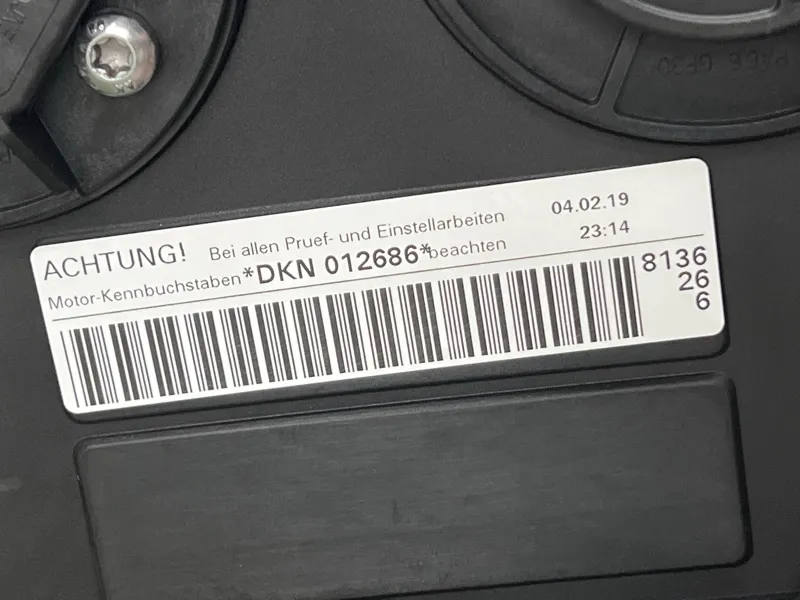 ACHTUNG! Bei allen Pruef- und Einstellarbeiten 04.02.19
Motor-Kennbuchstaben *DKN 012686* beachten 23:14
8136
26
6